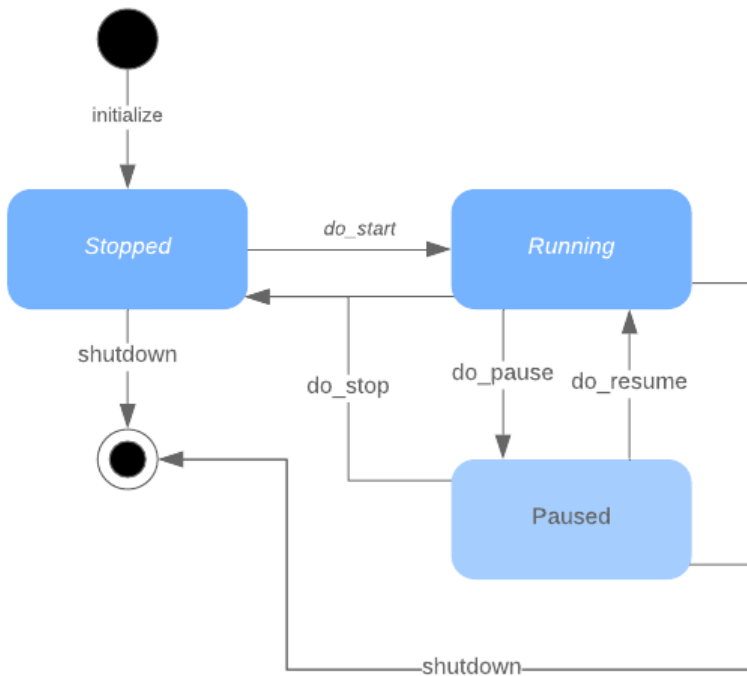 initialize
Stopped
do_start
Running
shutdown
do_stop
do_pause
do_resume
Paused
shutdown